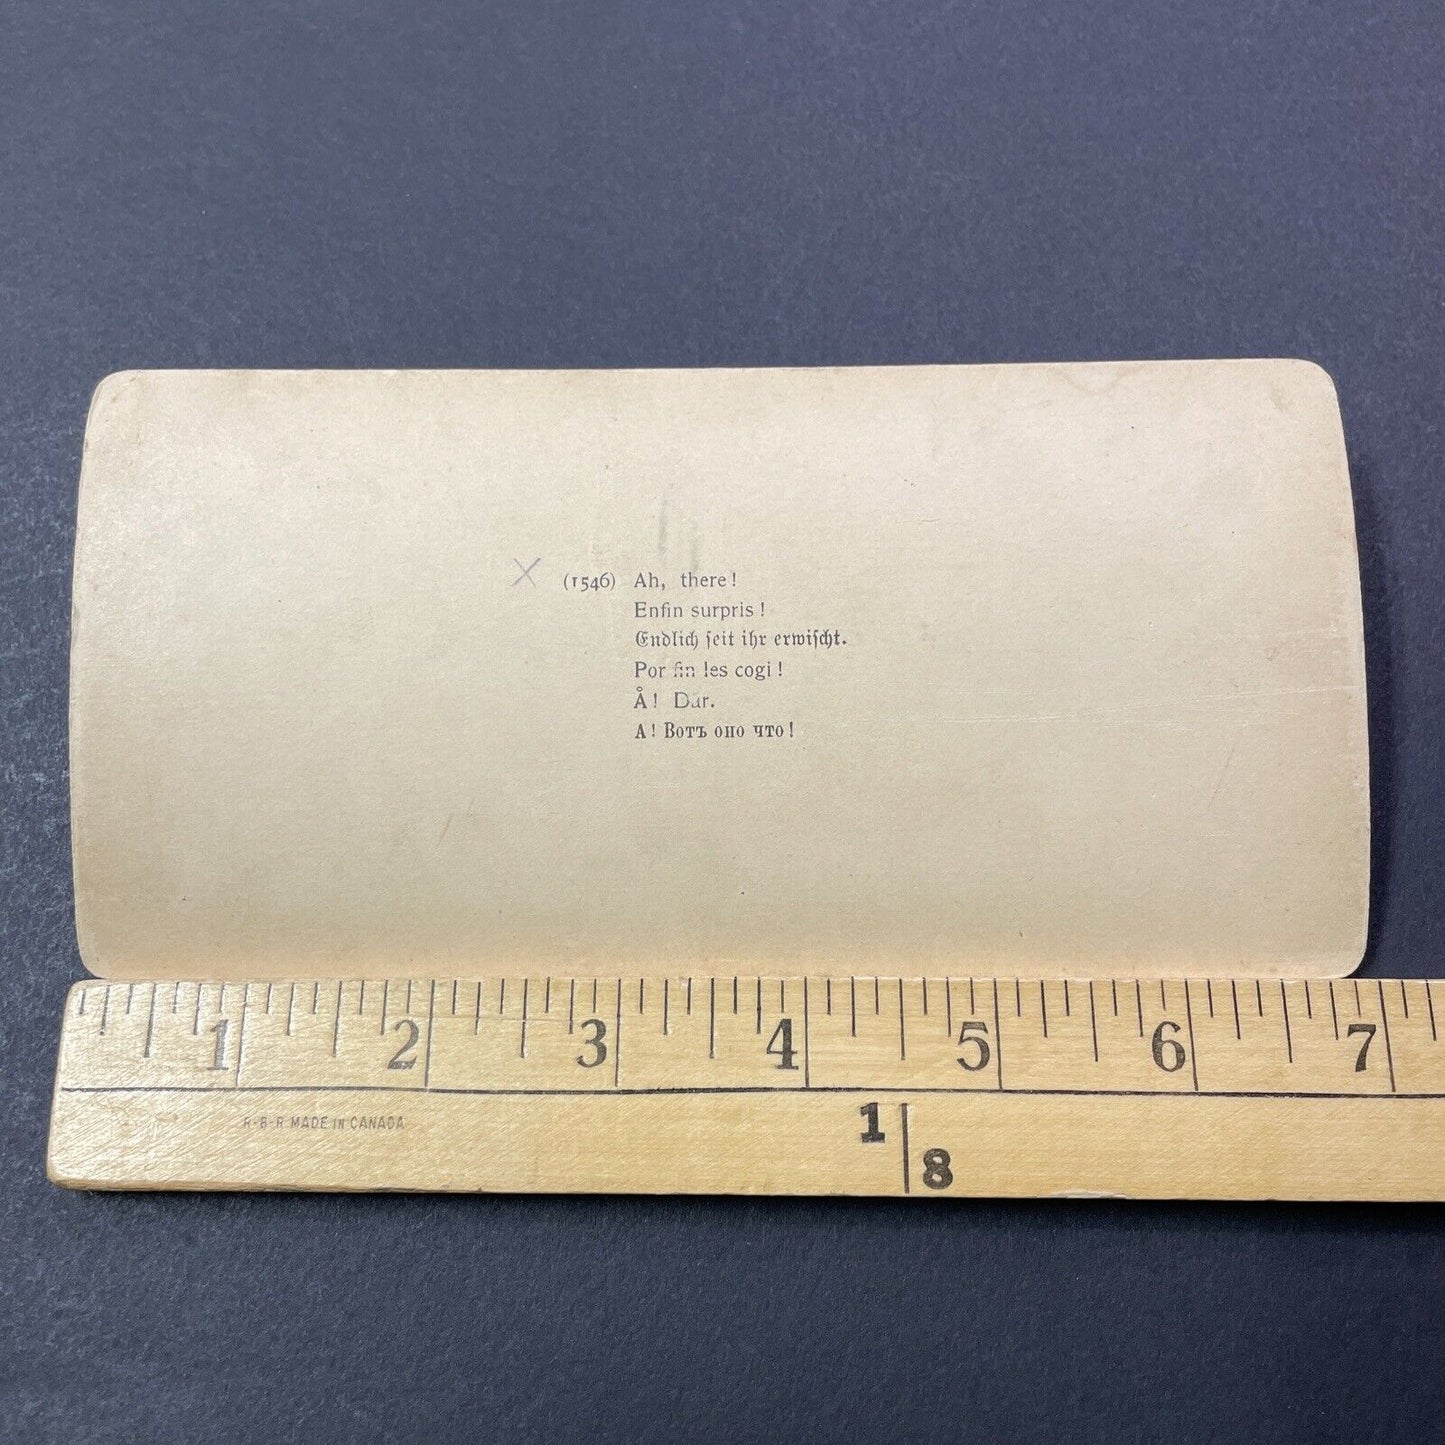 (1546) Ah, there !
Enfin surpris !
Endlich seit ihr erwischt.
Por fin les cogi !
Å ! Där.
А ! Вотъ оно что !
1 2 3 4 5 6 7
R-B-R MADE IN CANADA
1
8